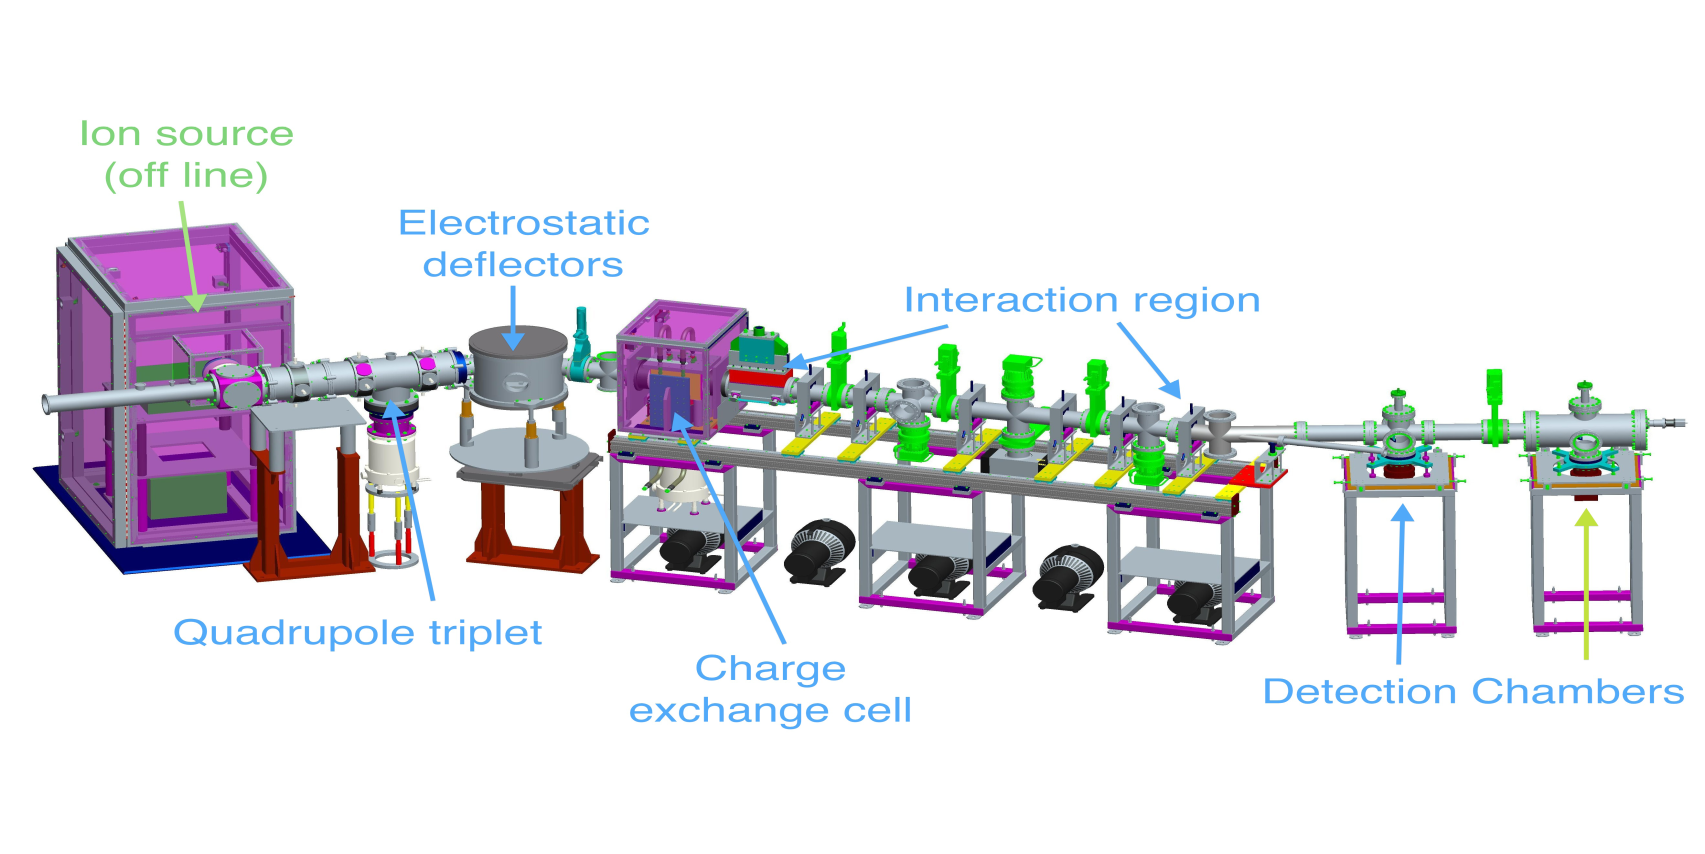 Ion source
(off line)
Electrostatic
deflectors
Interaction region
Quadrupole triplet
Charge
exchange cell
Detection Chambers